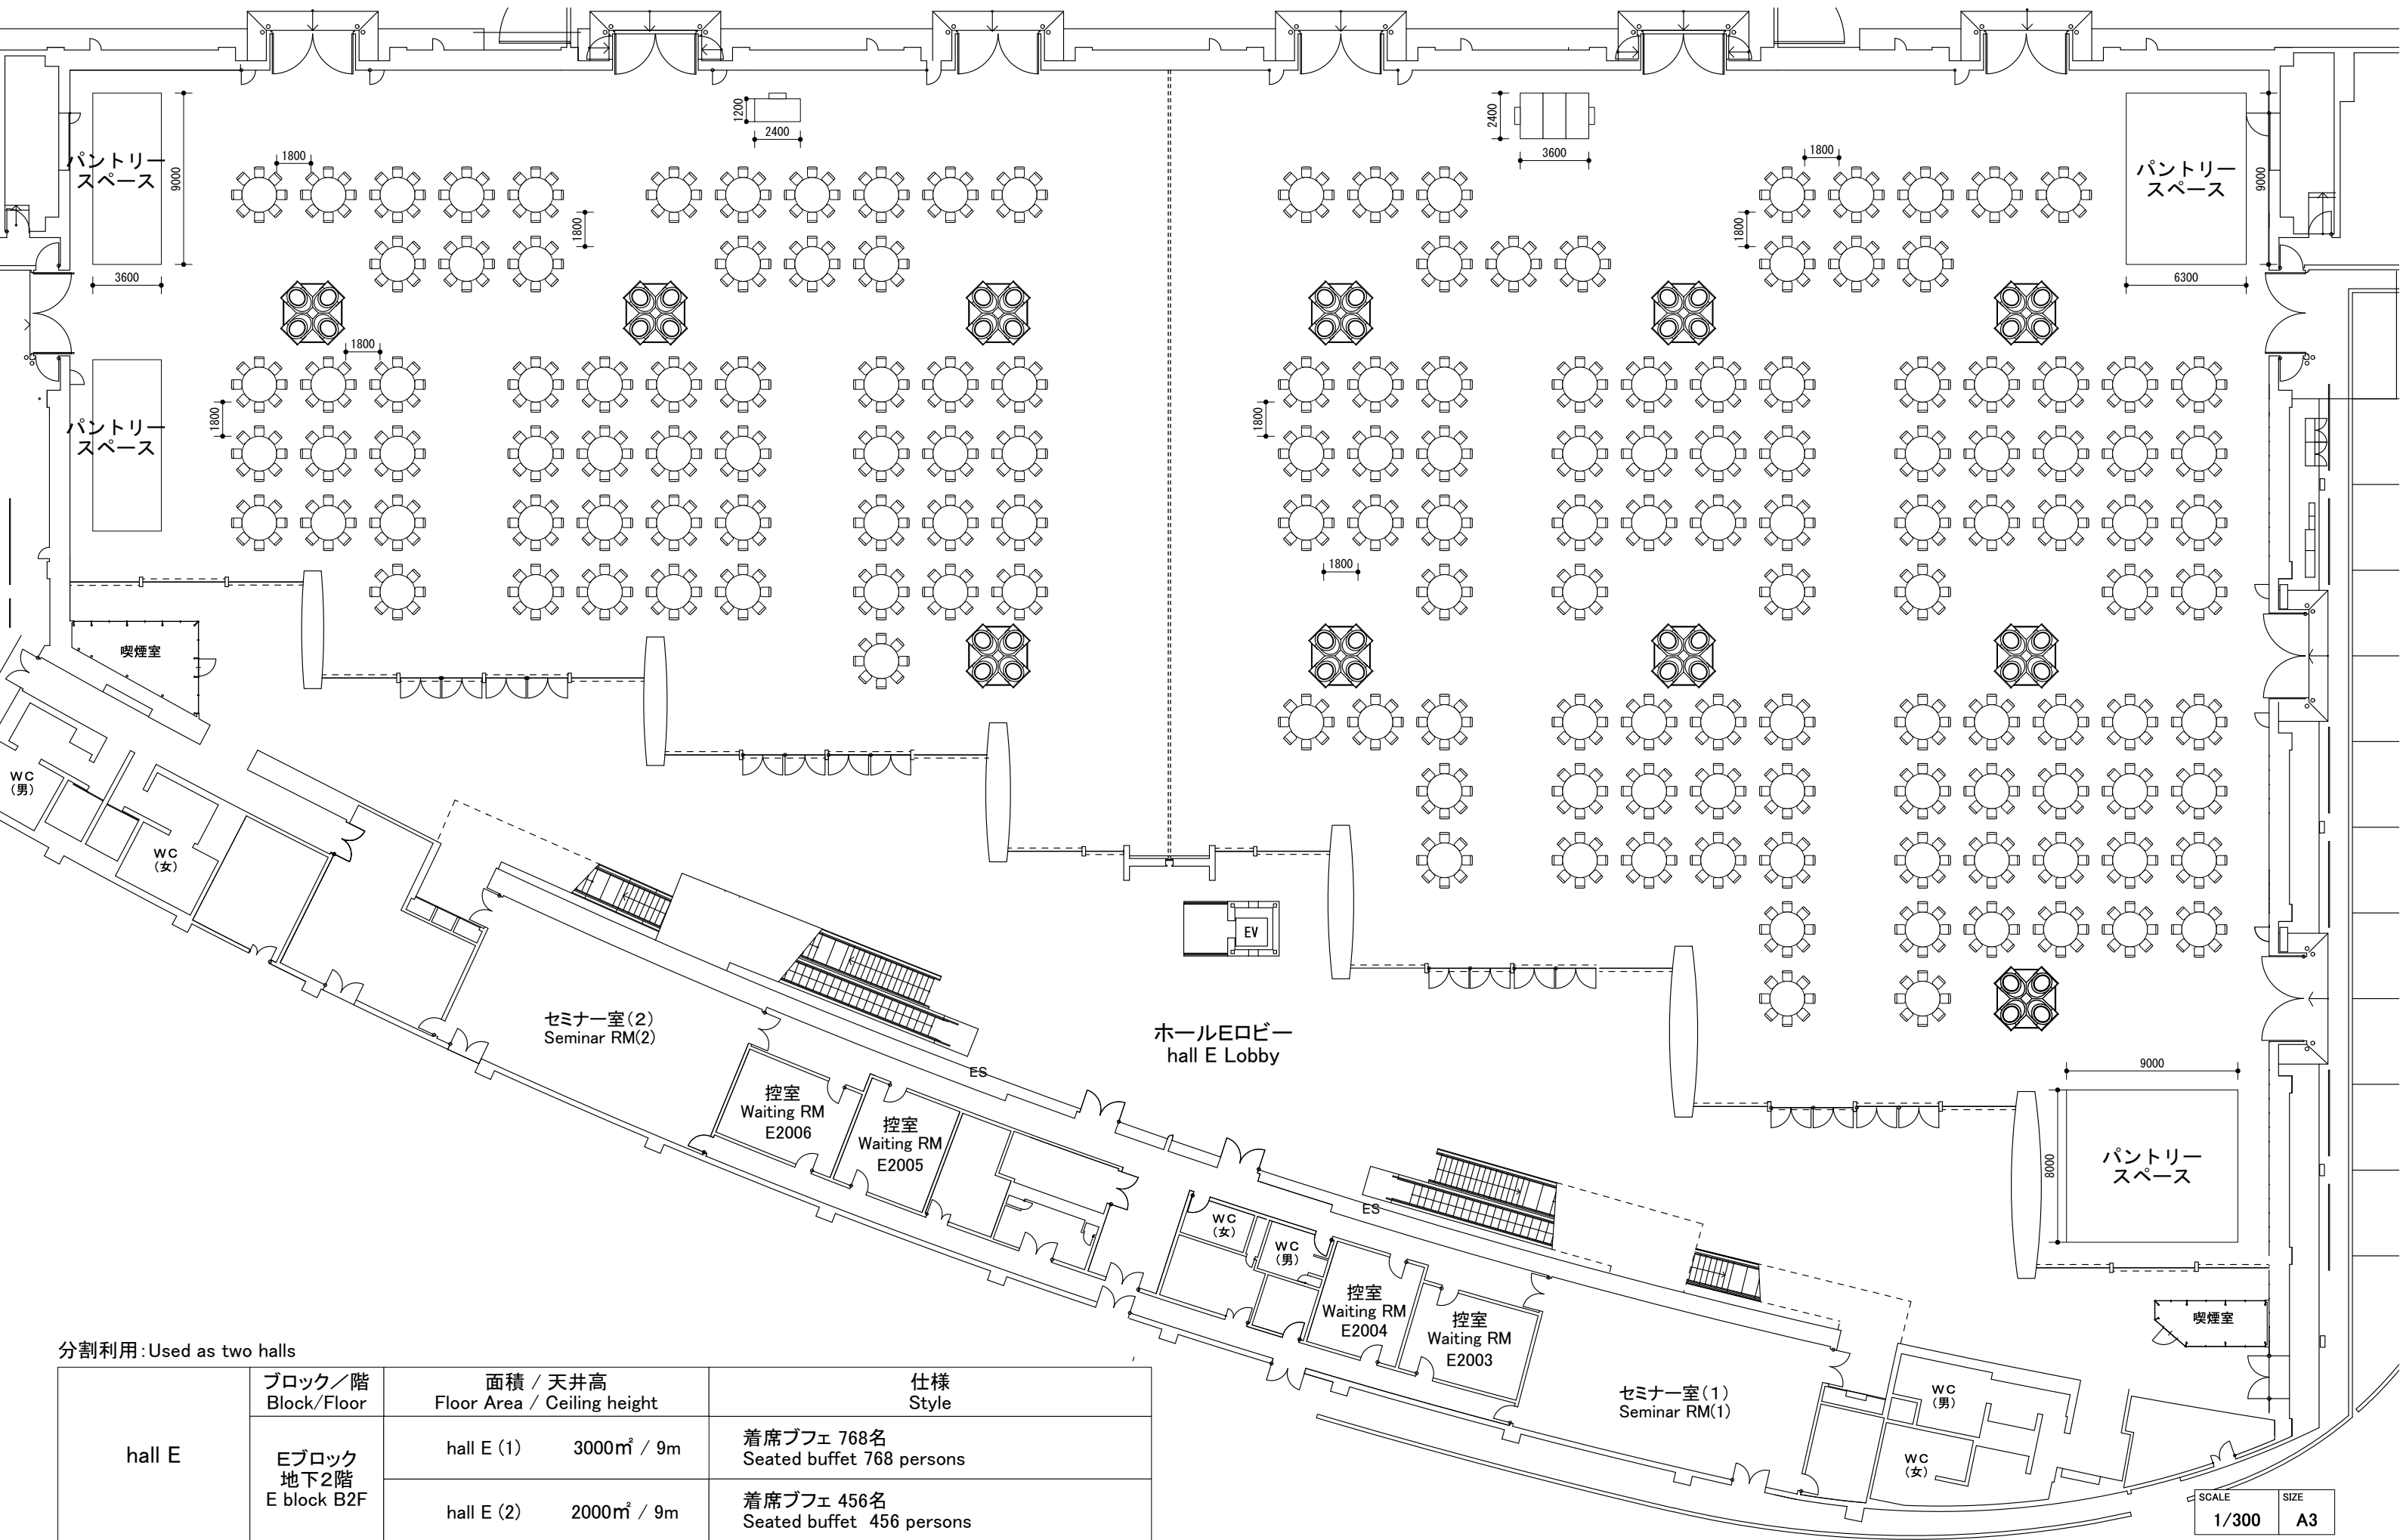 1200
2400
2400
3600
パントリー
スペース
9000
3600
1800
1800
1800
1800
パントリー
スペース
9000
6300
パントリー
スペース
1800
1800
1800
1800
喫煙室
WC
(男)
WC
(女)
EV
セミナー室(2)
Seminar RM(2)
ホールEロビー
hall E Lobby
ES
控室
Waiting RM
E2006
控室
Waiting RM
E2005
9000
8000
パントリー
スペース
ES
WC
(女)
WC
(男)
控室
Waiting RM
E2004
控室
Waiting RM
E2003
喫煙室
セミナー室(1)
Seminar RM(1)
WC
(男)
WC
(女)
分割利用:Used as two halls
ブロック/階
Block/Floor
面積 / 天井高
Floor Area / Ceiling height
仕様
Style
hall E
Eブロック
地下2階
E block B2F
hall E (1) 3000㎡ / 9m
着席ブフェ 768名
Seated buffet 768 persons
hall E (2) 2000㎡ / 9m
着席ブフェ 456名
Seated buffet 456 persons
SCALE
1/300
SIZE
A3